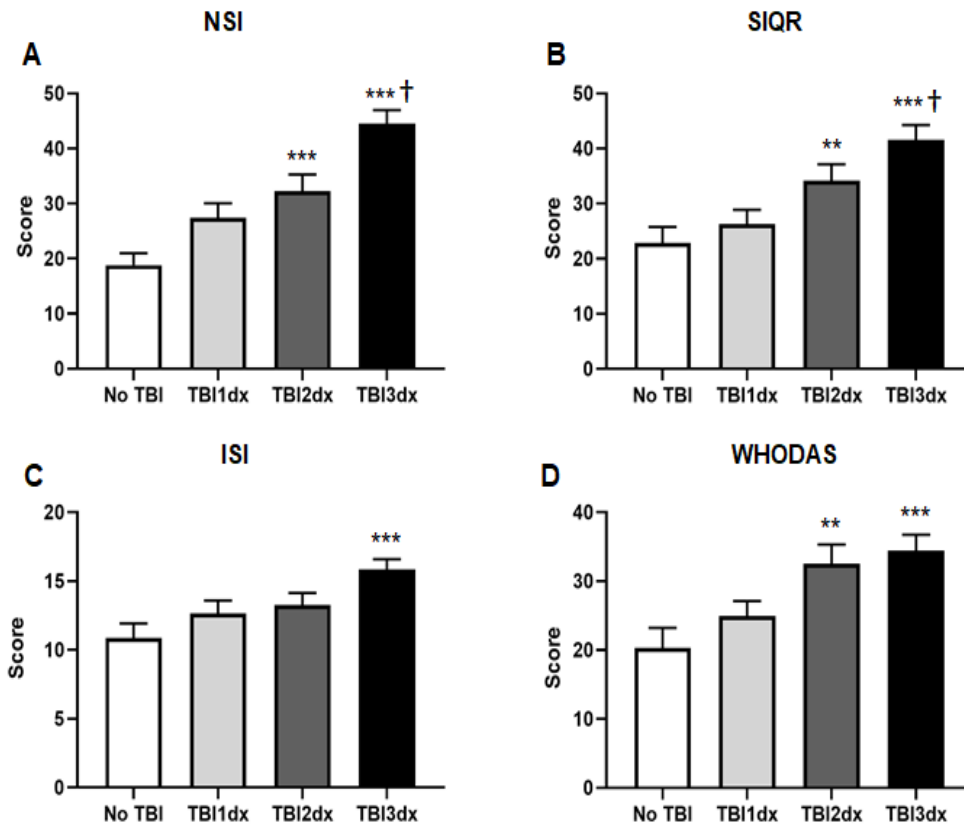 NSI
A
50
40
30
20
10
0
Score
***
***†
No TBI TBI1dx TBI2dx TBI3dx
SIQR
B
50
40
30
20
10
0
Score
**
***†
No TBI TBI1dx TBI2dx TBI3dx
ISI
C
20
15
10
5
0
Score
***
No TBI TBI1dx TBI2dx TBI3dx
WHODAS
D
40
30
20
10
0
Score
**
***
No TBI TBI1dx TBI2dx TBI3dx